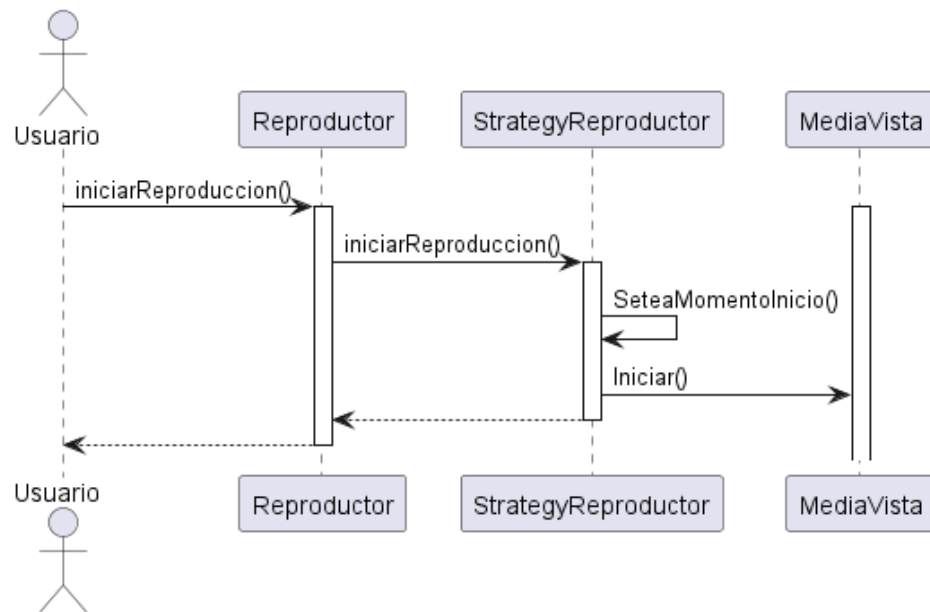 Usuario
Reproductor
StrategyReproductor
MediaVista
iniciarReproduccion()
iniciarReproduccion()
SeteaMomentoInicio()
Iniciar()
Usuario
Reproductor
StrategyReproductor
MediaVista